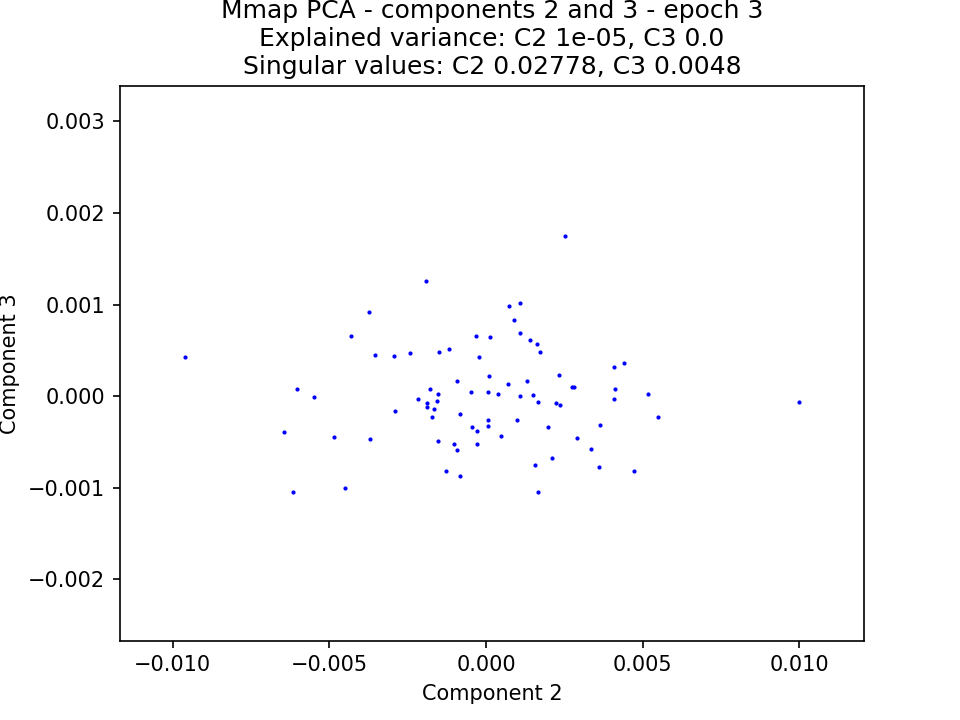 Mmap PCA - components 2 and 3 - epoch 3
Explained variance: C2 1e-05, C3 0.0
Singular values: C2 0.02778, C3 0.0048
0.003
0.002
0.001
0.000
−0.001
−0.002
Component 3
−0.010
−0.005
0.000
0.005
0.010
Component 2